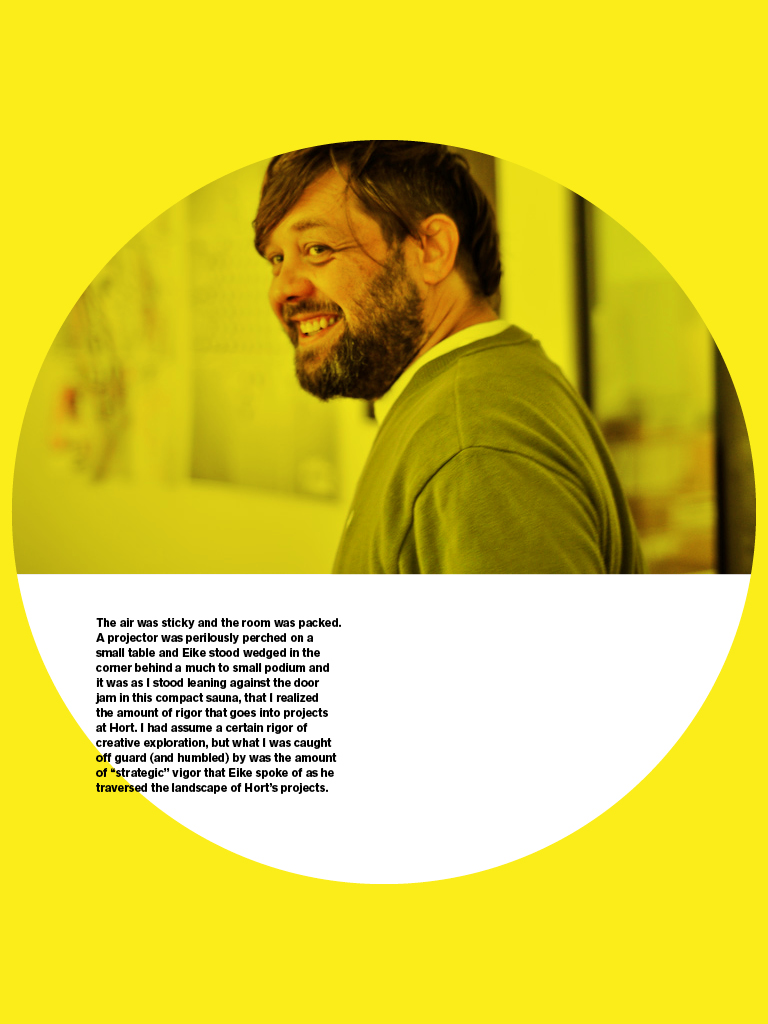 The air was sticky and the room was packed.
A projector was perilously perched on a
small table and Eike stood wedged in the
corner behind a much to small podium and
it was as I stood leaning against the door
jam in this compact sauna, that I realized
the amount of rigor that goes into projects
at Hort. I had assume a certain rigor of
creative exploration, but what I was caught
off guard (and humbled) by was the amount
of “strategic” vigor that Eike spoke of as he
traversed the landscape of Hort’s projects.